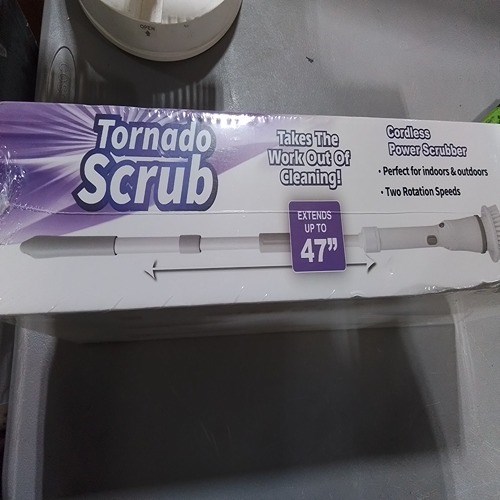 Tornado
Scrub
Takes The
Work Out Of
Cleaning!
Cordless
Power Scrubber
• Perfect for indoors & outdoors
• Two Rotation Speeds
EXTENDS
UP TO
47”